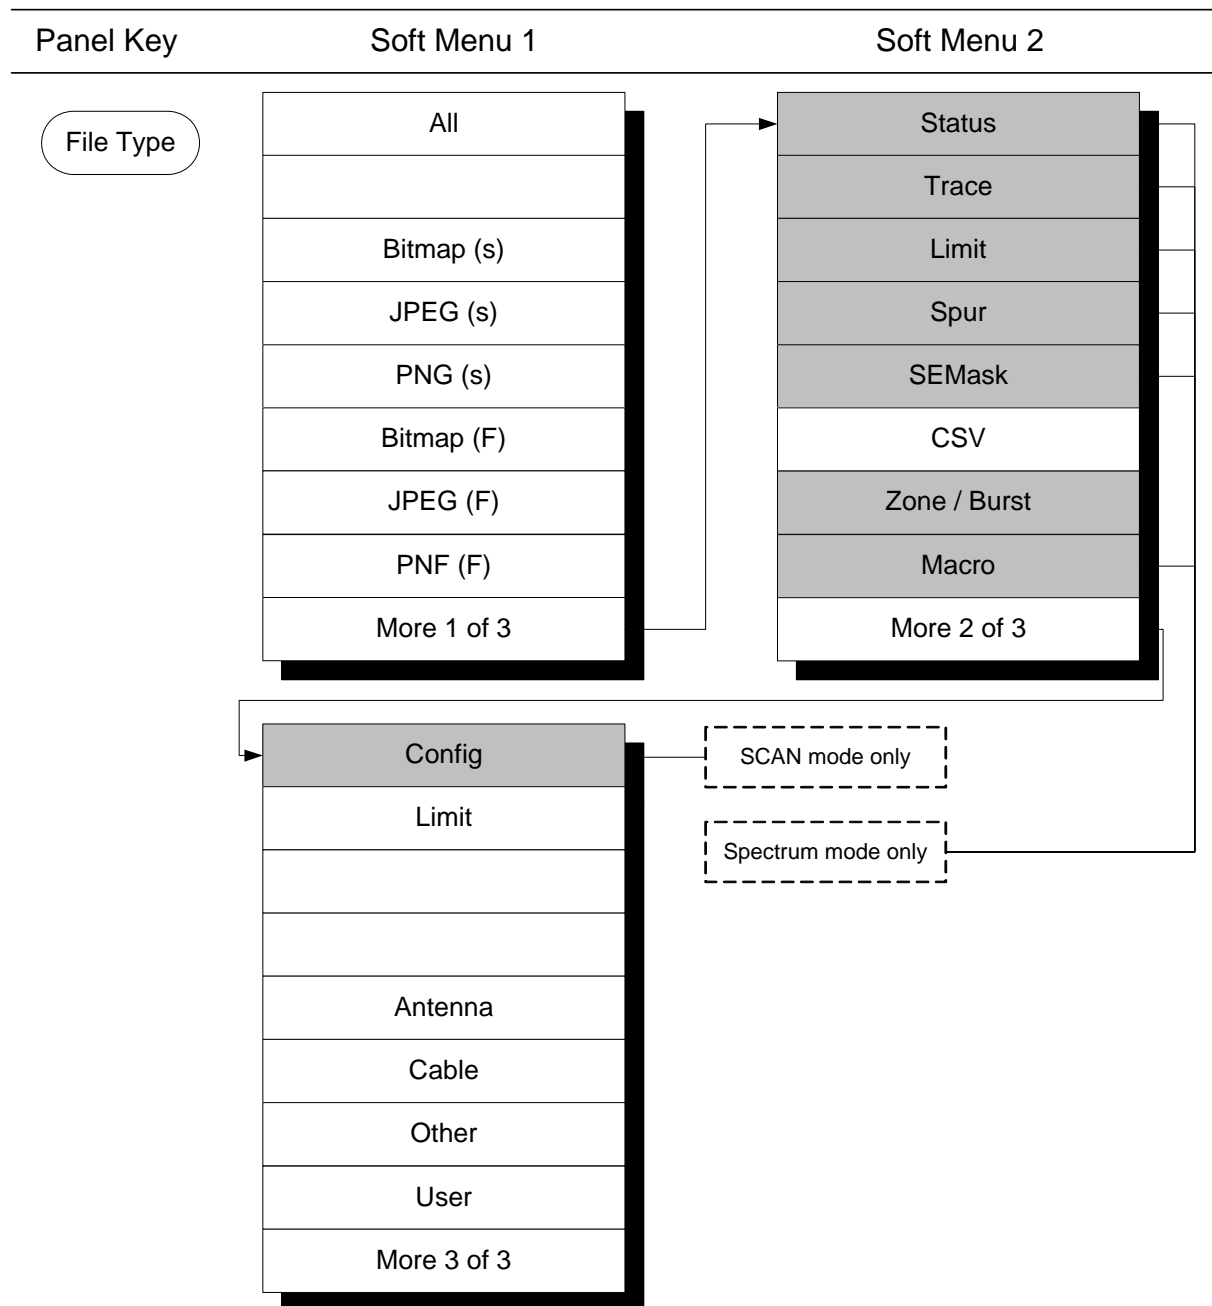 Panel Key
Soft Menu 1
Soft Menu 2
File Type
All
Bitmap (s)
JPEG (s)
PNG (s)
Bitmap (F)
JPEG (F)
PNF (F)
More 1 of 3
Status
Trace
Limit
Spur
SEMask
CSV
Zone / Burst
Macro
More 2 of 3
Config
Limit
Antenna
Cable
Other
User
More 3 of 3
SCAN mode only
Spectrum mode only